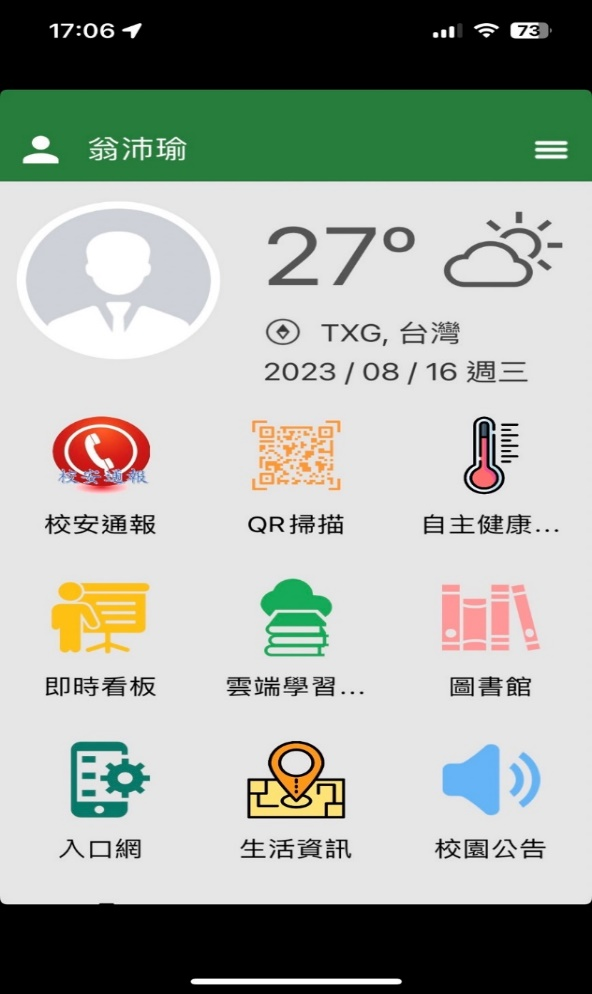 17:06
73
翁沛瑜
27°
TXG, 台灣
2023 / 08 / 16 週三
校安通報
校安通報
QR掃描
自主健康...
即時看板
雲端學習...
圖書館
入口網
生活資訊
校園公告